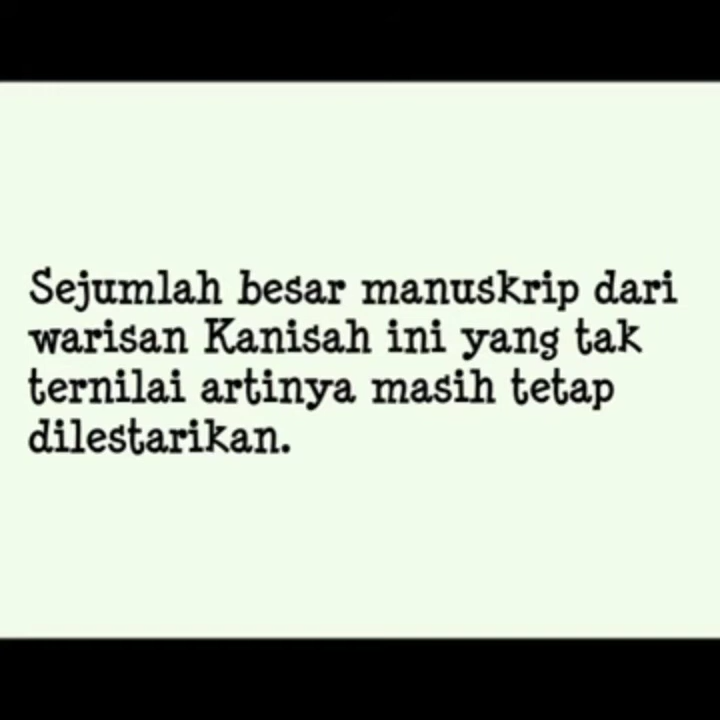 Sejumlah besar manuskrip dari
warisan Kanisah ini yang tak
ternilai artinya masih tetap
dilestarikan.